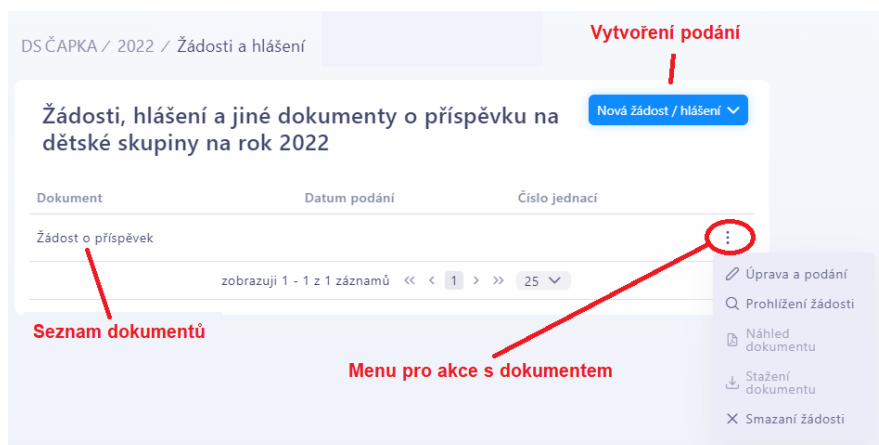 Vytvoření podání
DS ČAPKA / 2022 / Žádosti a hlášení
Žádosti, hlášení a jiné dokumenty o příspěvku na
dětské skupiny na rok 2022
Nová žádost / hlášení
Dokument Datum podání Číslo jednací
Žádost o příspěvek
zobrazuji 1 - 1 z 1 záznamů « < 1 > » 25
Úprava a podání
Prohlížení žádosti
Náhled
dokumentu
Stažení
dokumentu
Smazaní žádosti
Seznam dokumentů
Menu pro akce s dokumentem